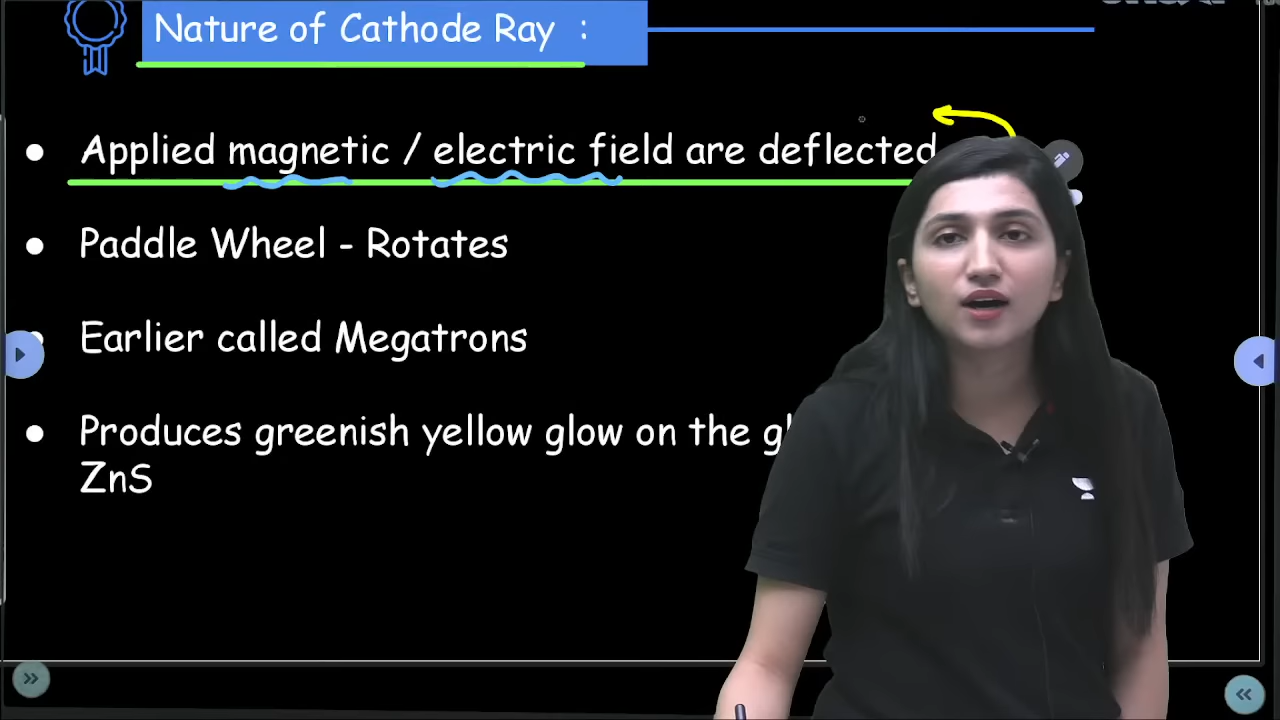 Nature of Cathode Ray :
Applied magnetic / electric field are deflected
Paddle Wheel - Rotates
Earlier called Megatrons
Produces greenish yellow glow on the
ZnS